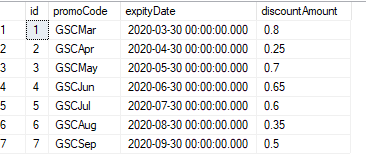 id promoCode expityDate discountAmount
1 1 GSCMar 2020-03-30 00:00:00.000 0.8
2 2 GSCApr 2020-04-30 00:00:00.000 0.25
3 3 GSCMay 2020-05-30 00:00:00.000 0.7
4 4 GSCJun 2020-06-30 00:00:00.000 0.65
5 5 GSCJul 2020-07-30 00:00:00.000 0.6
6 6 GSCAug 2020-08-30 00:00:00.000 0.35
7 7 GSCSep 2020-09-30 00:00:00.000 0.5